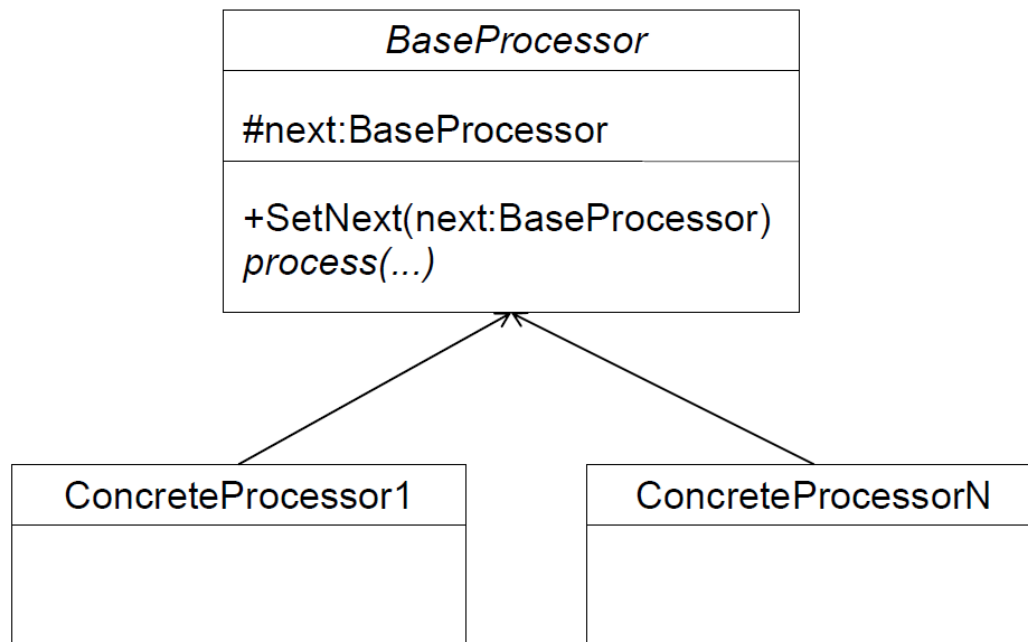 BaseProcessor
#next:BaseProcessor
+SetNext(next:BaseProcessor)
process(...)
ConcreteProcessor1
ConcreteProcessorN